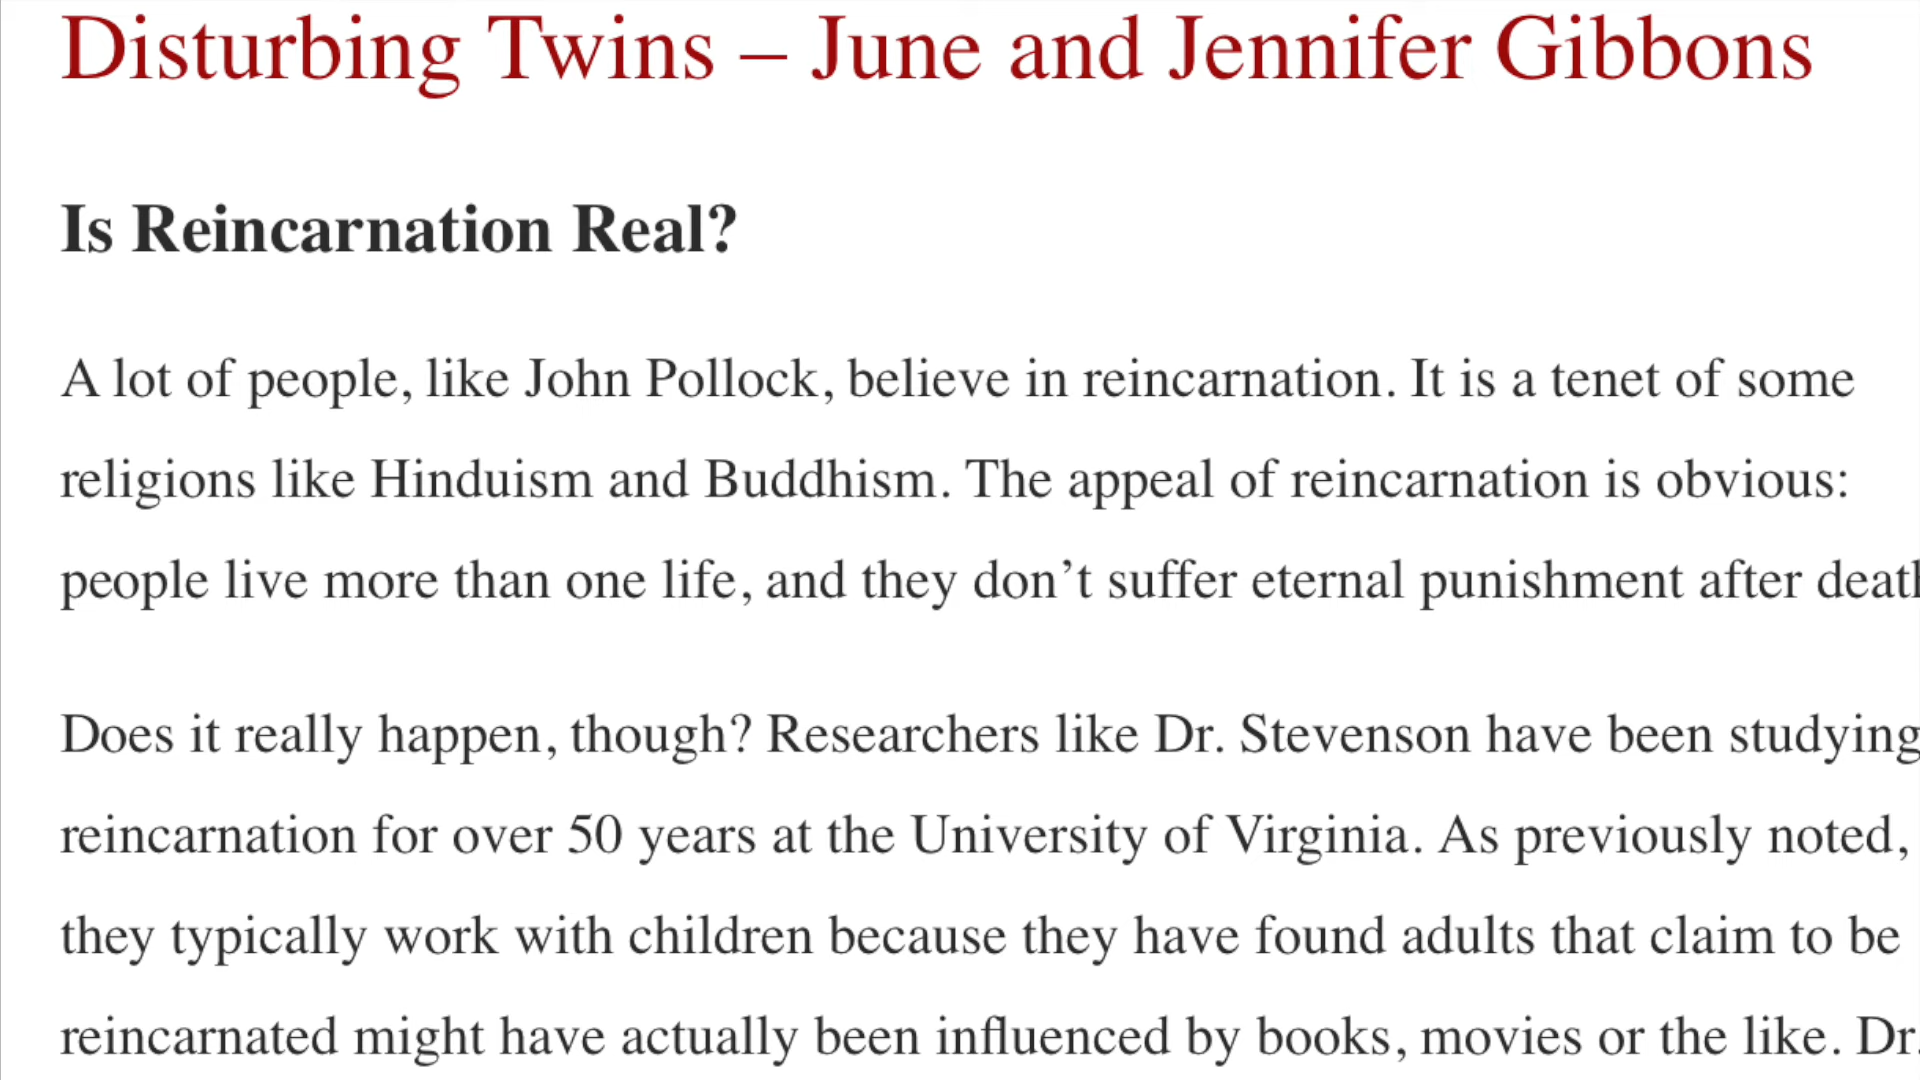 Disturbing Twins – June and Jennifer Gibbons
Is Reincarnation Real?
A lot of people, like John Pollock, believe in reincarnation. It is a tenet of some
religions like Hinduism and Buddhism. The appeal of reincarnation is obvious:
people live more than one life, and they don’t suffer eternal punishment after death
Does it really happen, though? Researchers like Dr. Stevenson have been studying
reincarnation for over 50 years at the University of Virginia. As previously noted,
they typically work with children because they have found adults that claim to be
reincarnated might have actually been influenced by books, movies or the like. Dr.